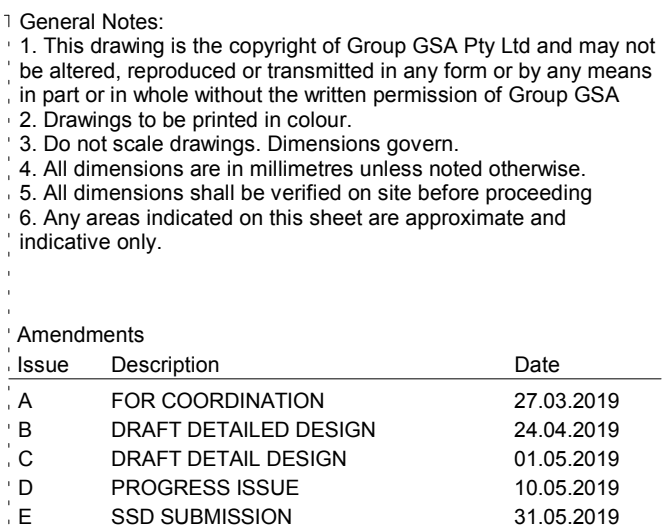 General Notes:
1. This drawing is the copyright of Group GSA Pty Ltd and may not
be altered, reproduced or transmitted in any form or by any means
in part or in whole without the written permission of Group GSA
2. Drawings to be printed in colour.
3. Do not scale drawings. Dimensions govern.
4. All dimensions are in millimetres unless noted otherwise.
5. All dimensions shall be verified on site before proceeding
6. Any areas indicated on this sheet are approximate and
indicative only.
Amendments
Issue Description Date
A FOR COORDINATION 27.03.2019
B DRAFT DETAILED DESIGN 24.04.2019
C DRAFT DETAIL DESIGN 01.05.2019
D PROGRESS ISSUE 10.05.2019
E SSD SUBMISSION 31.05.2019